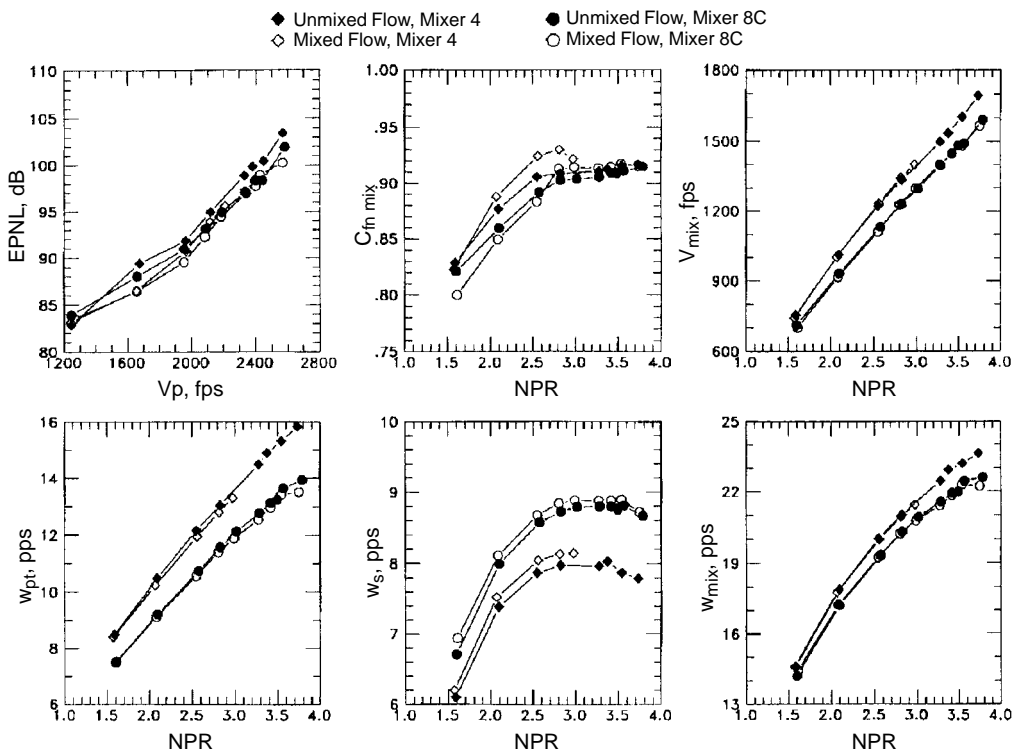 Unmixed Flow, Mixer 4
Unmixed Flow, Mixer 8C
Mixed Flow, Mixer 4
Mixed Flow, Mixer 8C
EPNL, dB
110
105
100
95
90
85
80
1200 1600 2000 2400 2800
Vp, fps
C fn mix
1.00
.95
.90
.85
.80
.75
1.0 1.5 2.0 2.5 3.0 3.5 4.0
NPR
V mix, fps
1800
1500
1200
900
600
1.0 1.5 2.0 2.5 3.0 3.5 4.0
NPR
w pt, pps
16
14
12
10
8
6
1.0 1.5 2.0 2.5 3.0 3.5 4.0
NPR
w s, pps
10
9
8
7
6
1.0 1.5 2.0 2.5 3.0 3.5 4.0
NPR
w mix, pps
25
22
19
16
13
1.0 1.5 2.0 2.5 3.0 3.5 4.0
NPR